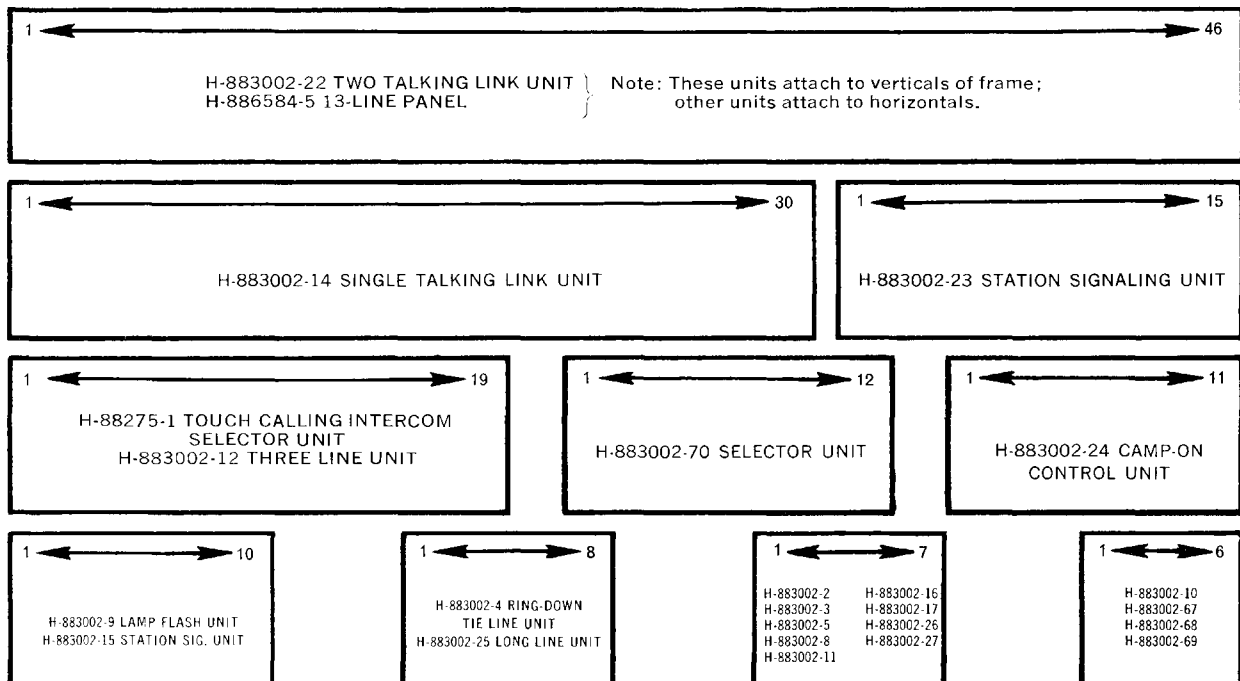 1 46
H-883002-22 TWO TALKING LINK UNIT
H-886584-5 13-LINE PANEL
Note: These units attach to verticals of frame;
other units attach to horizontals.
1 30
H-883002-14 SINGLE TALKING LINK UNIT
1 15
H-883002-23 STATION SIGNALING UNIT
1 19
H-88275-1 TOUCH CALLING INTERCOM
SELECTOR UNIT
H-883002-12 THREE LINE UNIT
1 12
H-883002-70 SELECTOR UNIT
1 11
H-883002-24 CAMP-ON
CONTROL UNIT
1 10
H-883002-9 LAMP FLASH UNIT
H-883002-15 STATION SIG. UNIT
1 8
H-883002-4 RING-DOWN
TIE LINE UNIT
H-883002-25 LONG LINE UNIT
1 7
H-883002-2 H-883002-16
H-883002-3 H-883002-17
H-883002-5 H-883002-26
H-883002-8 H-883002-27
H-883002-11
1 6
H-883002-10
H-883002-67
H-883002-68
H-883002-69